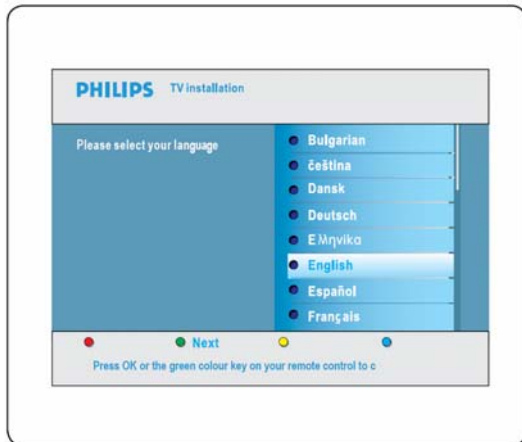 PHILIPS TV installation
Please select your language
Bulgarian
čeština
Dansk
Deutsch
Ελληνικα
English
Español
Français
Next
Press OK or the green colour key on your remote control to c